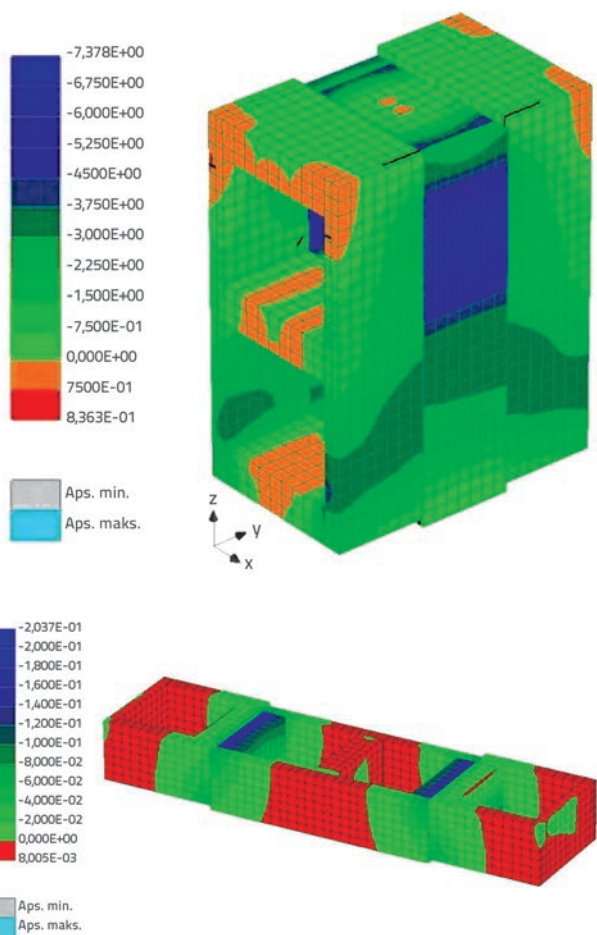 -7,378E+00
-6,750E+00
-6,000E+00
-5,250E+00
-4500E+00
-3,750E+00
-3,000E+00
-2,250E+00
-1,500E+00
-7,500E-01
0,000E+00
7500E-01
8,363E-01
Aps. min.
Aps. maks.
z
y
x
-2,037E-01
-2,000E-01
-1,800E-01
-1,600E-01
-1,400E-01
-1,200E-01
-1,000E-01
-8,000E-02
-6,000E-02
-4,000E-02
-2,000E-02
0,000E+00
8,005E-03
Aps. min.
Aps. maks.